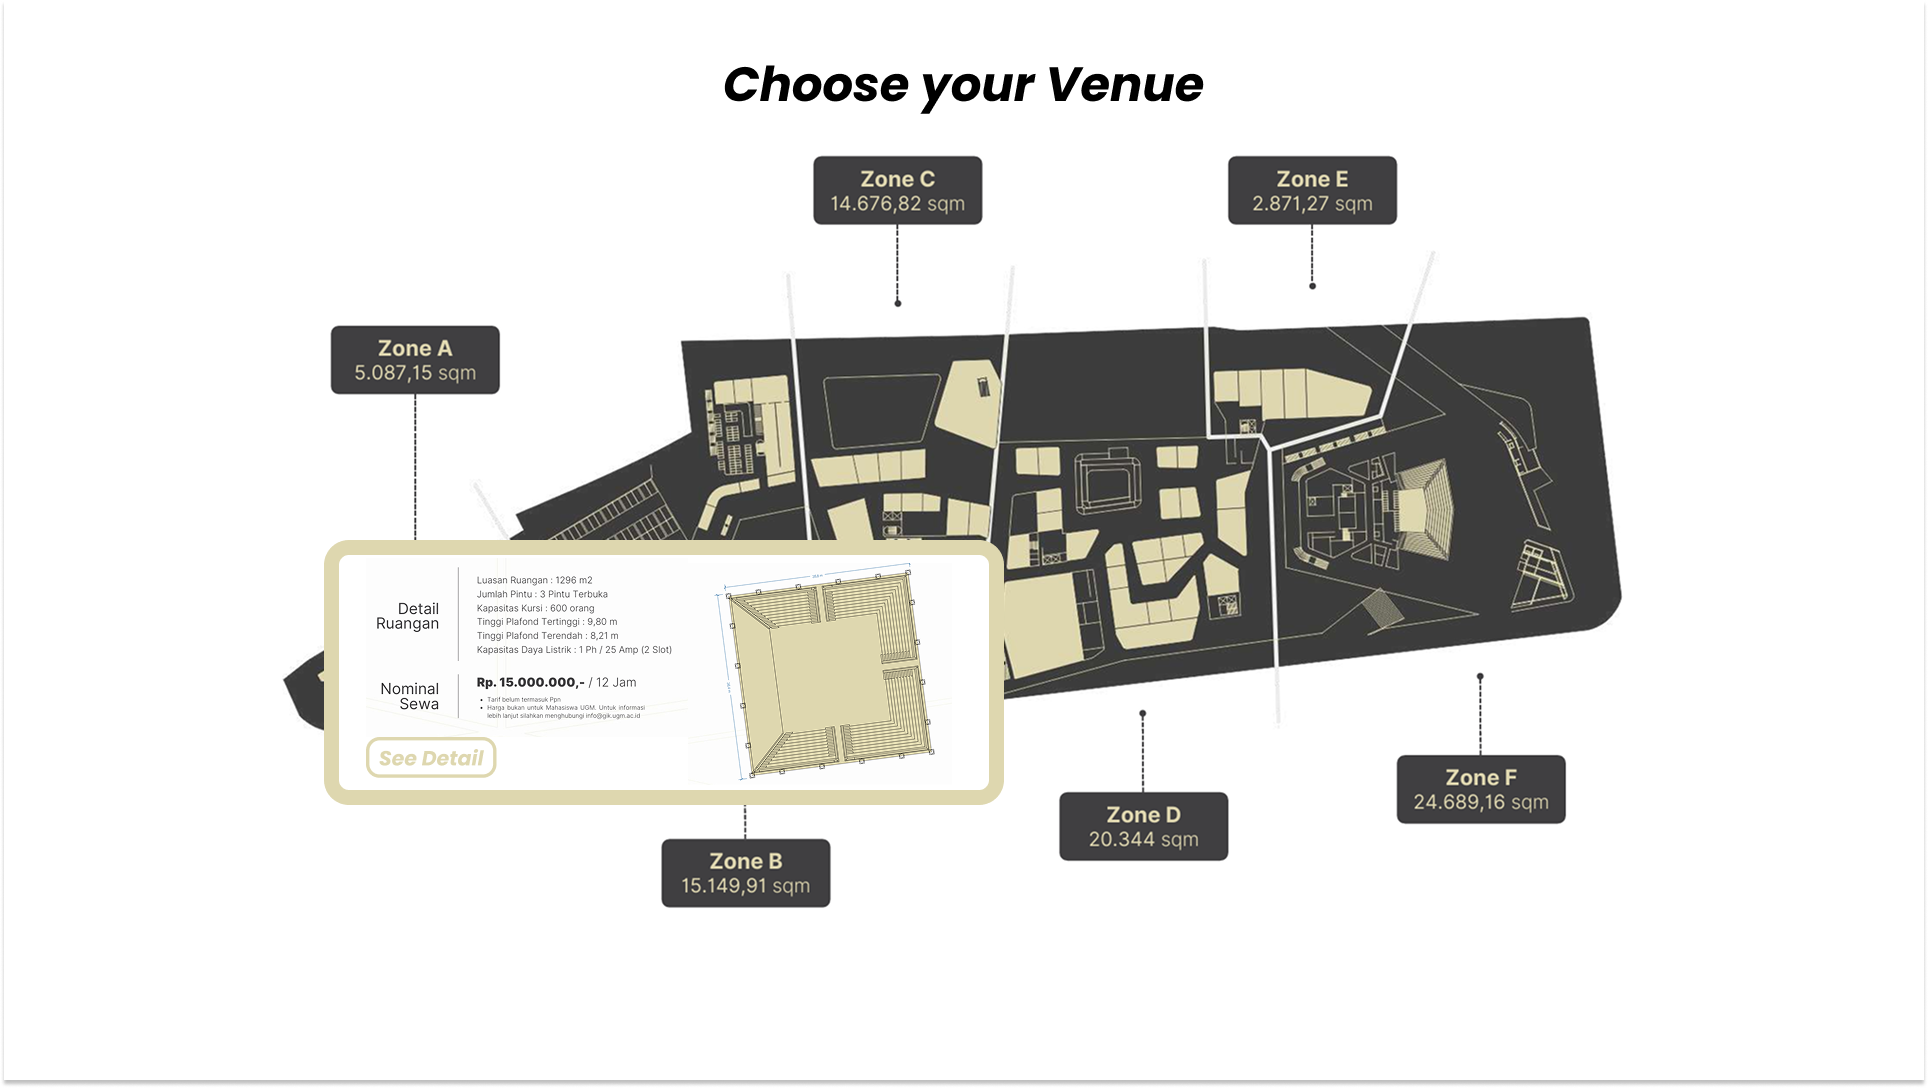 Choose your Venue
Zone C
14.676,82 sqm
Zone E
2.871,27 sqm
Zone A
5.087,15 sqm
Detail
Ruangan
Luasan Ruangan : 1296 m2
Jumlah Pintu : 3 Pintu Terbuka
Kapasitas Kursi : 600 orang
Tinggi Plafond Tertinggi : 9,80 m
Tinggi Plafond Terendah : 8,21 m
Kapasitas Daya Listrik : 1 Ph / 25 Amp (2 Slot)
Nominal
Sewa
Rp. 15.000.000,- / 12 Jam
• Tarif belum termasuk Ppn
• Harga bukan untuk Mahasiswa UGM. Untuk informasi
lebih lanjut silahkan menghubungi info@gik.ugm.ac.id
See Detail
Zone F
24.689,16 sqm
Zone D
20.344 sqm
Zone B
15.149,91 sqm